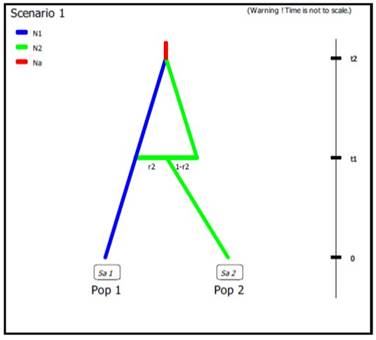 Scenario 1
(Warning ! Time is not to scale.)
N1
N2
Na
t2
r2 1-r2
t1
0
Sa 1 Sa 2
Pop 1 Pop 2